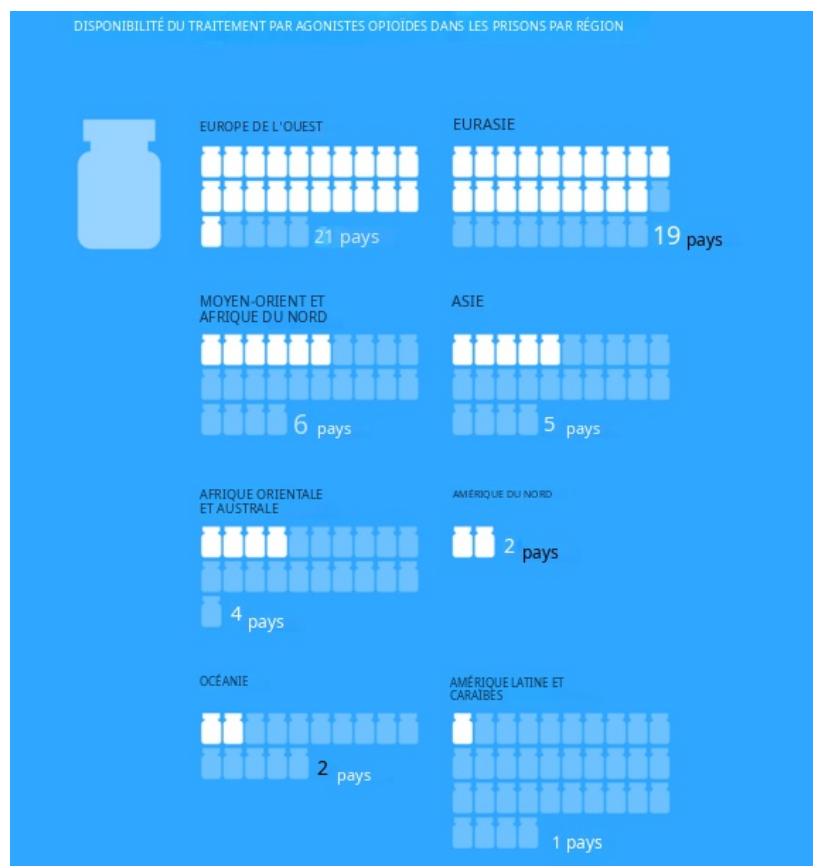 DISPONIBILITÉ DU TRAITEMENT PAR AGONISTES OPIOÏDES DANS LES PRISONS PAR RÉGION
EUROPE DE L'OUEST
21 pays
EURASIE
19 pays
MOYEN-ORIENT ET
AFRIQUE DU NORD
6 pays
ASIE
5 pays
AFRIQUE ORIENTALE
ET AUSTRALE
4 pays
AMÉRIQUE DU NORD
2 pays
OCÉANIE
2 pays
AMÉRIQUE LATINE ET
CARAÏBES
1 pays